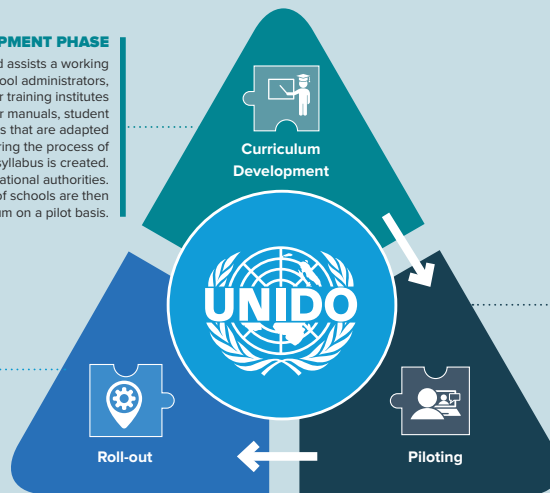 PMENT PHASE
d assists a working
ool administrators,
r training institutes
r manuals, student
s that are adapted
ring the process of
syllabus is created.
ational authorities.
of schools are then
um on a pilot basis.
Curriculum
Development
UNIDO
Roll-out
Piloting